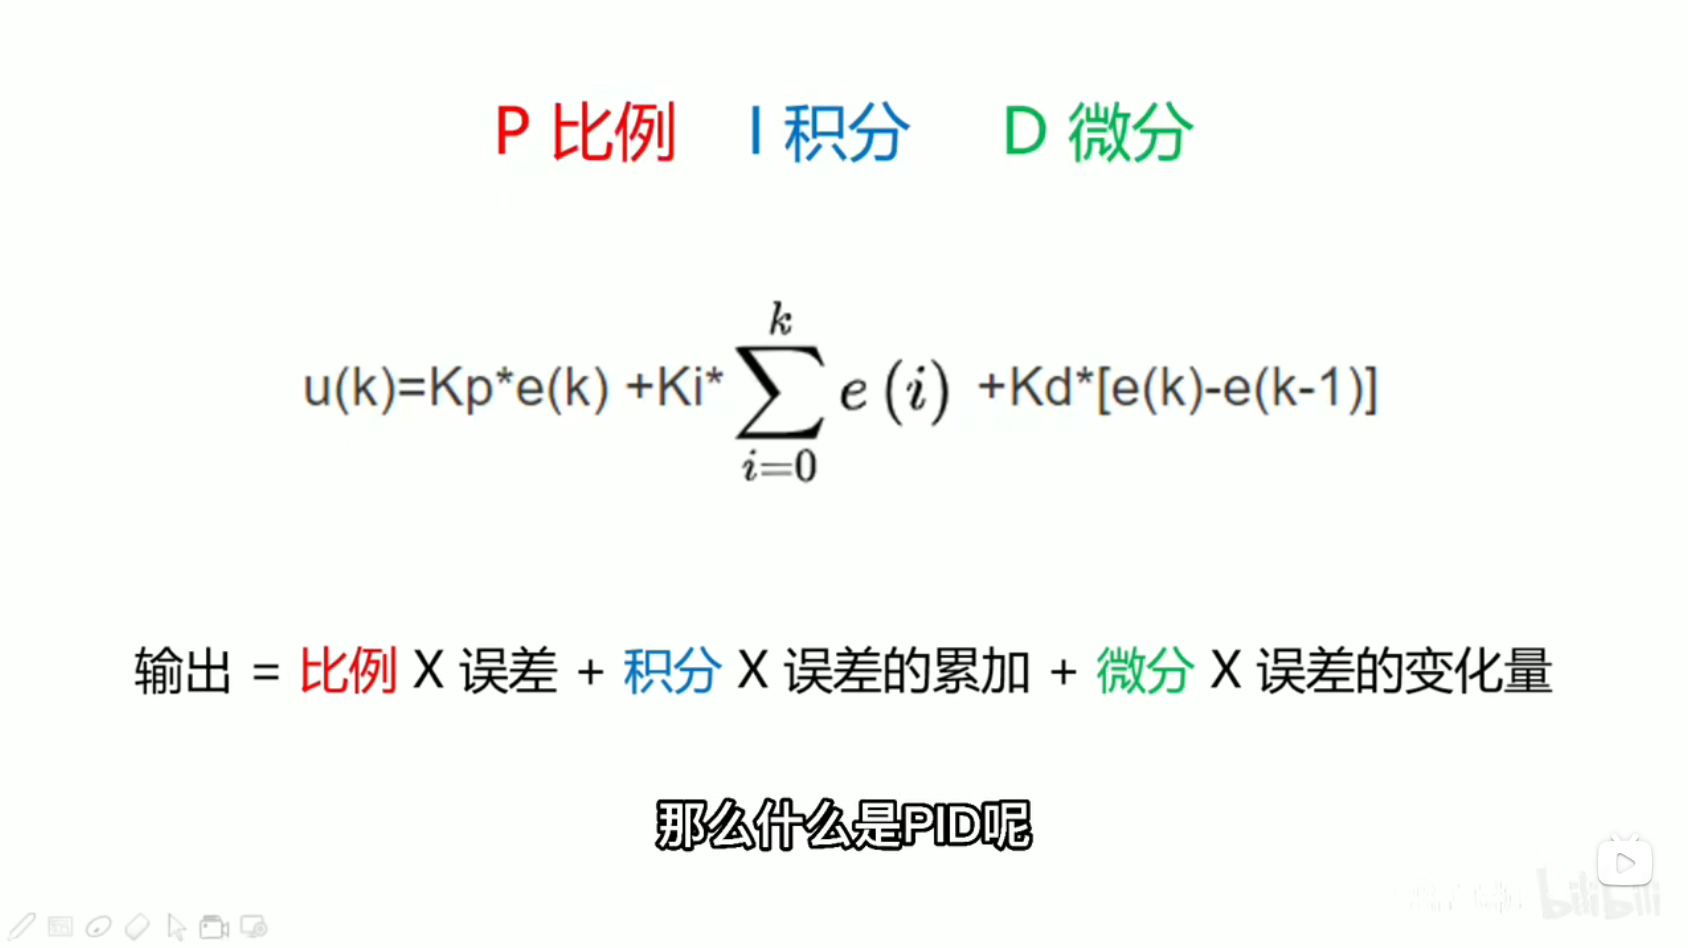 P 比例 I 积分 D 微分
u(k)=Kp*e(k) +Ki* \sum_{i=0}^{k} e(i) +Kd*[e(k)-e(k-1)]
输出 = 比例 X 误差 + 积分 X 误差的累加 + 微分 X 误差的变化量
那么什么是PID呢
bilibili